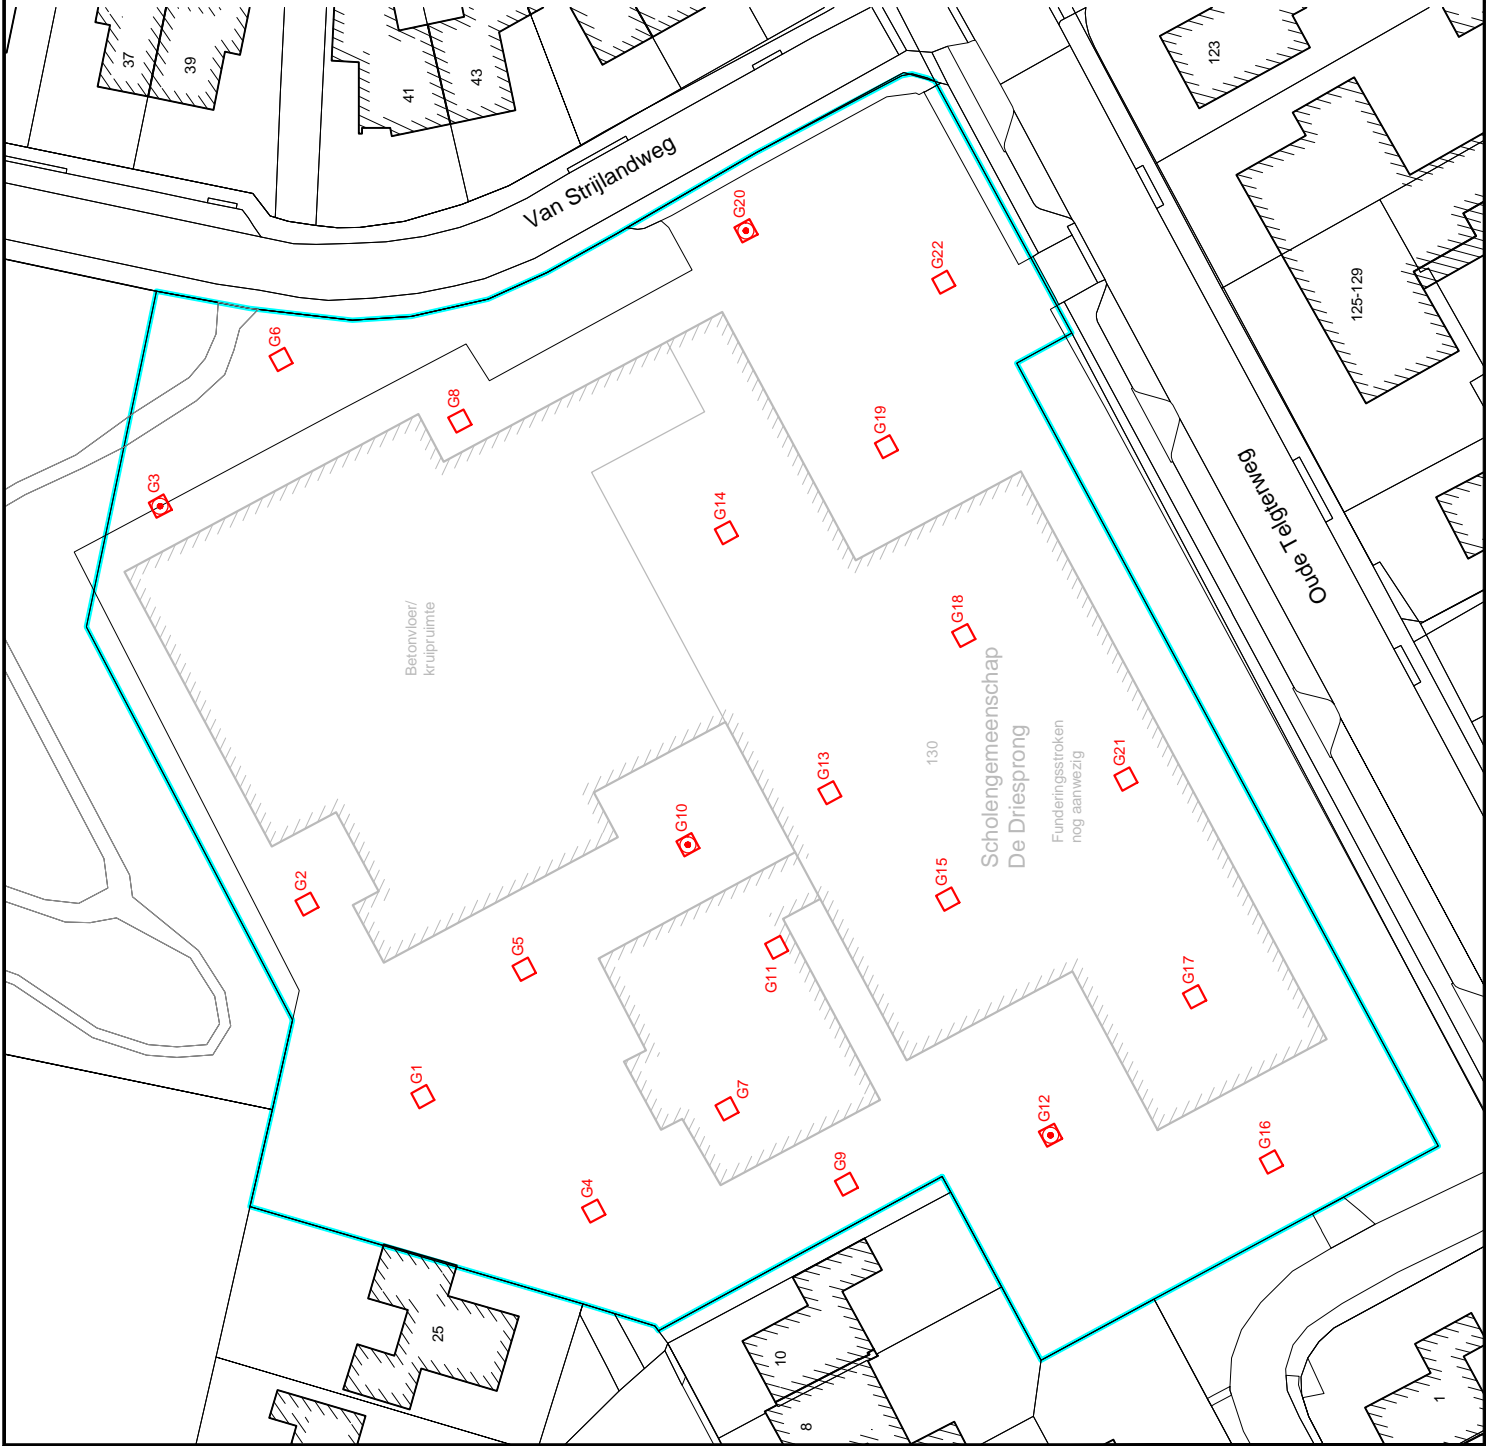 37
39
41
43
123
Van Strijlandweg
G20
G22
125-129
G6
G8
G3
G19
G14
Oude Telgterweg
Betonvloer/
kruipruimte
G18
Scholengemeenschap
De Driesprong
130
Funderingsstroken
nog aanwezig
G13
G21
G10
G15
G2
G5
G11
G17
G1
G7
G12
G16
G9
G4
25
10
8
1